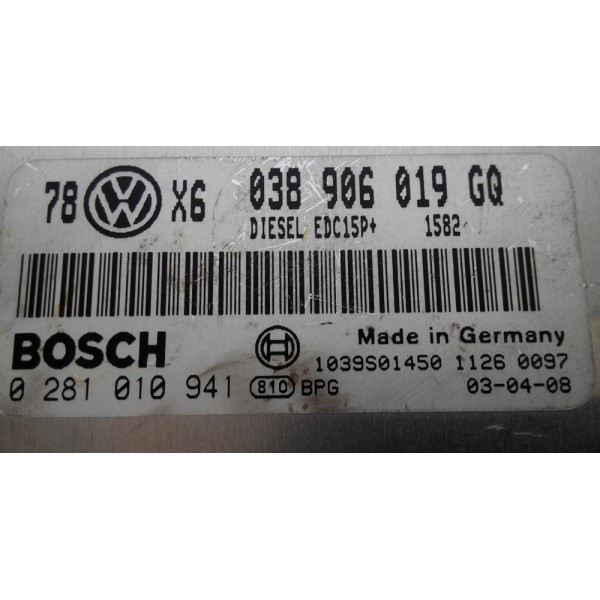 78 VW X6 038 906 019 GQ
DIESEL EDC15P+ 1582
BOSCH Made in Germany
1039S01450 1126 0097
0 281 010 941 810 BPG 03-04-08